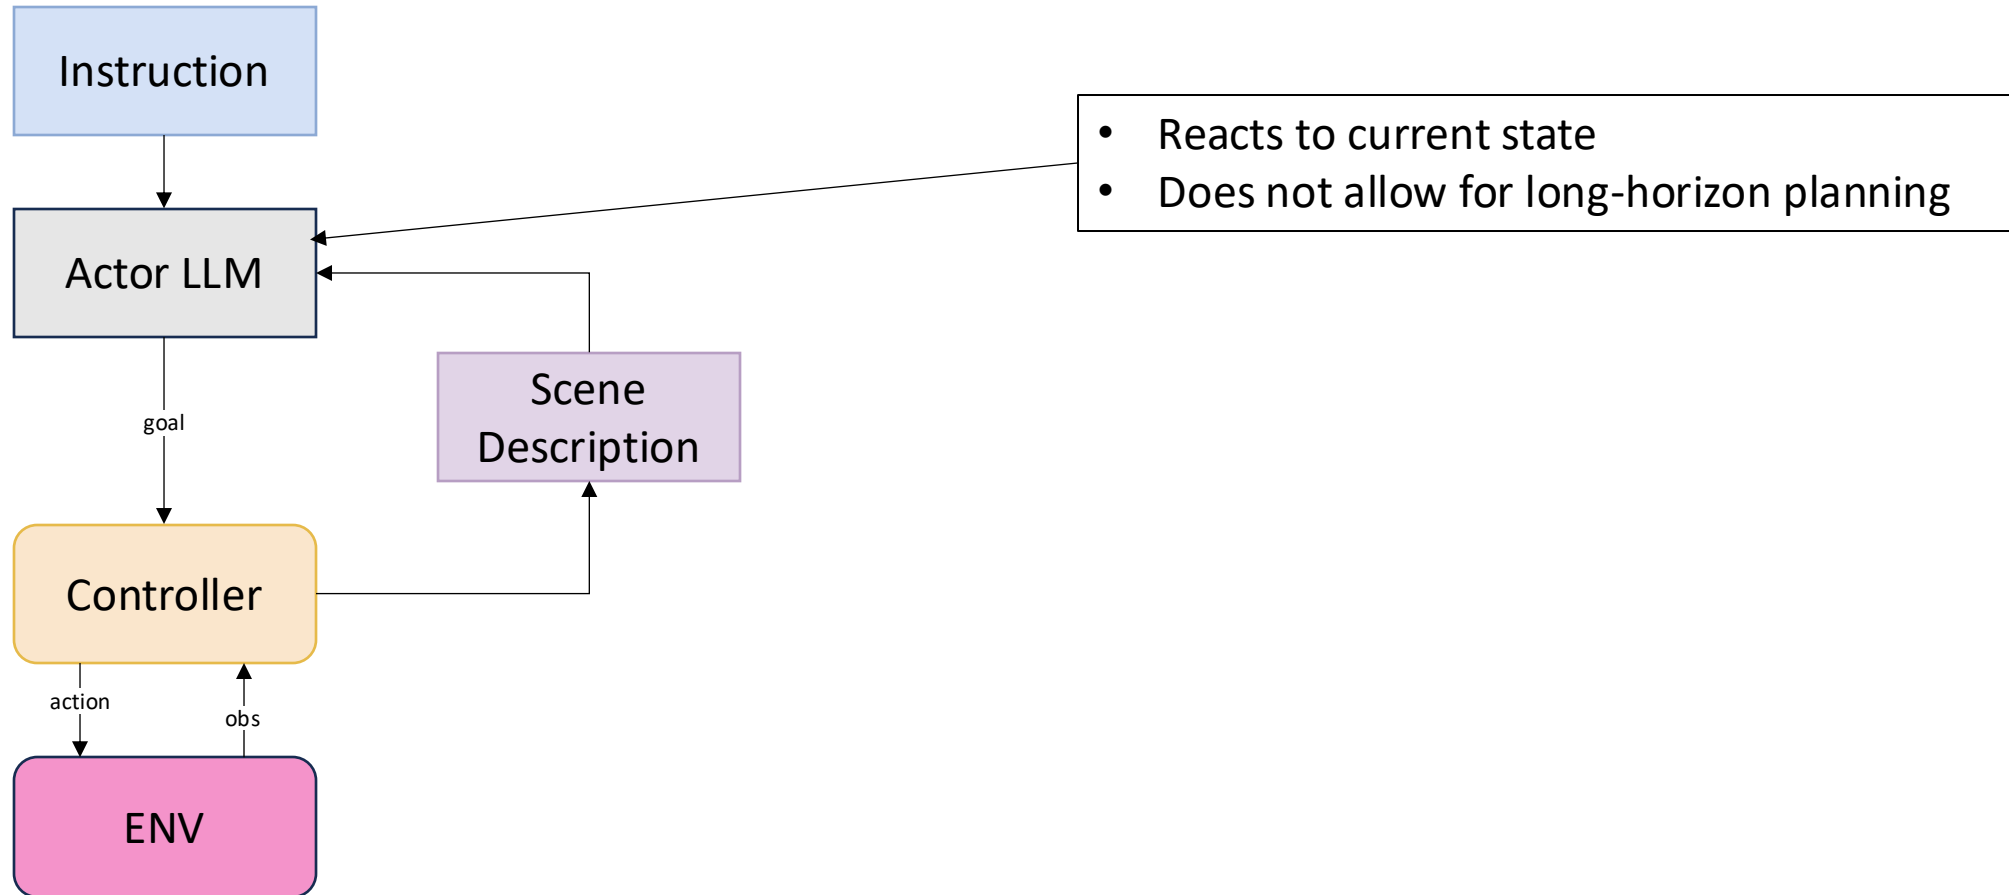 Instruction
• Reacts to current state
• Does not allow for long-horizon planning
Actor LLM
Scene
Description
goal
Controller
action
obs
ENV